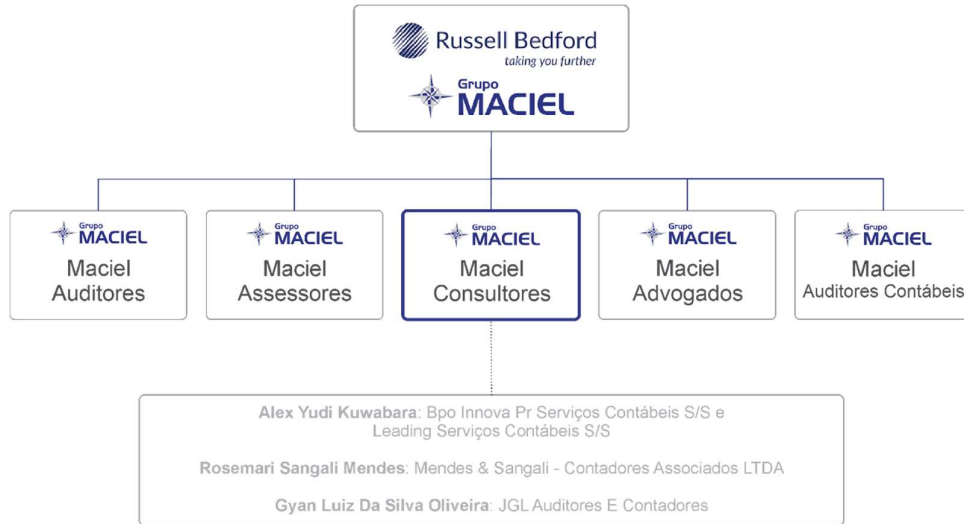 Russell Bedford
taking you further
Grupo
MACIEL
Grupo
MACIEL
Maciel
Auditores
Grupo
MACIEL
Maciel
Assessores
Grupo
MACIEL
Maciel
Consultores
Grupo
MACIEL
Maciel
Advogados
Grupo
MACIEL
Maciel
Auditores Contábeis
Alex Yudi Kuwabara: Bpo Innova Pr Serviços Contábeis S/S e
Leading Serviços Contábeis S/S
Rosemari Sangali Mendes: Mendes & Sangali - Contadores Associados LTDA
Gyan Luiz Da Silva Oliveira: JGL Auditores E Contadores